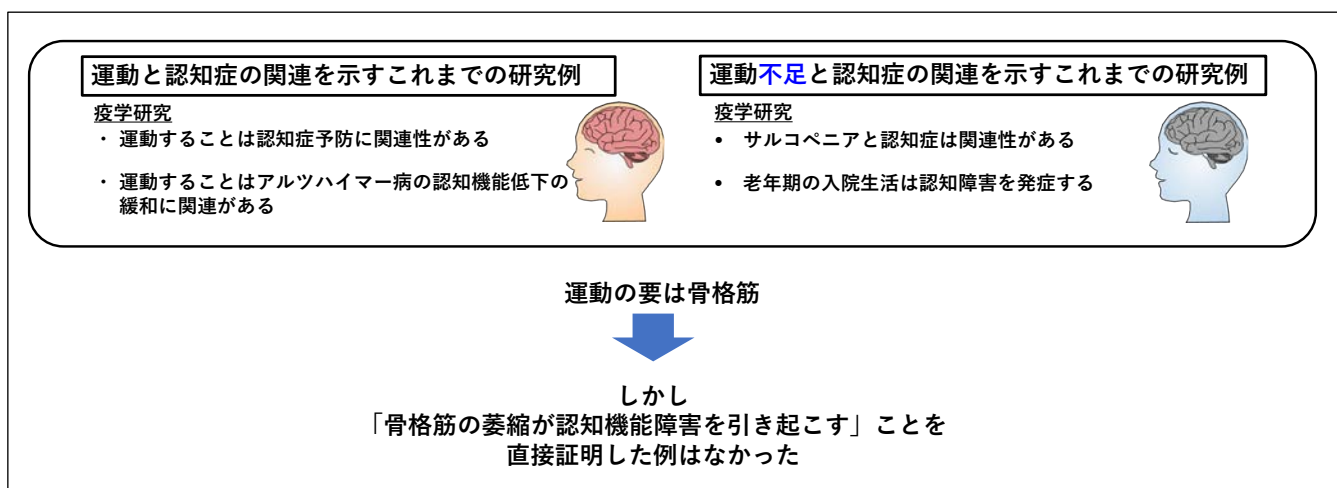 運動と認知症の関連を示すこれまでの研究例
疫学研究
・ 運動することは認知症予防に関連性がある
・ 運動することはアルツハイマー病の認知機能低下の
緩和に関連がある
運動不足と認知症の関連を示すこれまでの研究例
疫学研究
• サルコペニアと認知症は関連性がある
• 老年期の入院生活は認知障害を発症する
運動の要は骨格筋
しかし
「骨格筋の萎縮が認知機能障害を引き起こす」ことを
直接証明した例はなかった